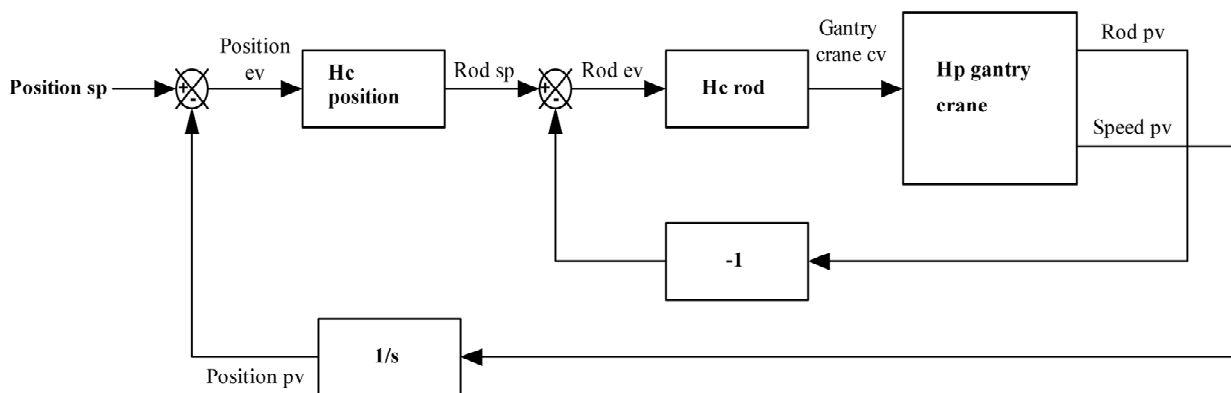 Position sp
+
-
Position
ev
Hc
position
Rod sp
+
-
Rod ev
Hc rod
Gantry
crane cv
Hp gantry
crane
Rod pv
Speed pv
-1
1/s
Position pv